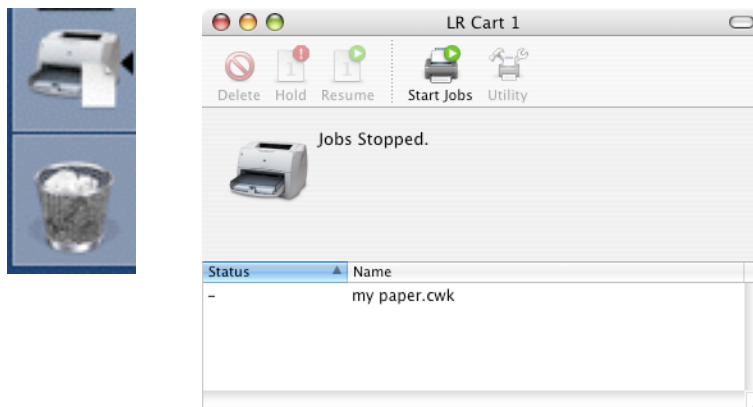 LR Cart 1
Delete Hold Resume Start Jobs Utility
Jobs Stopped.
Status Name
- my paper.cwk